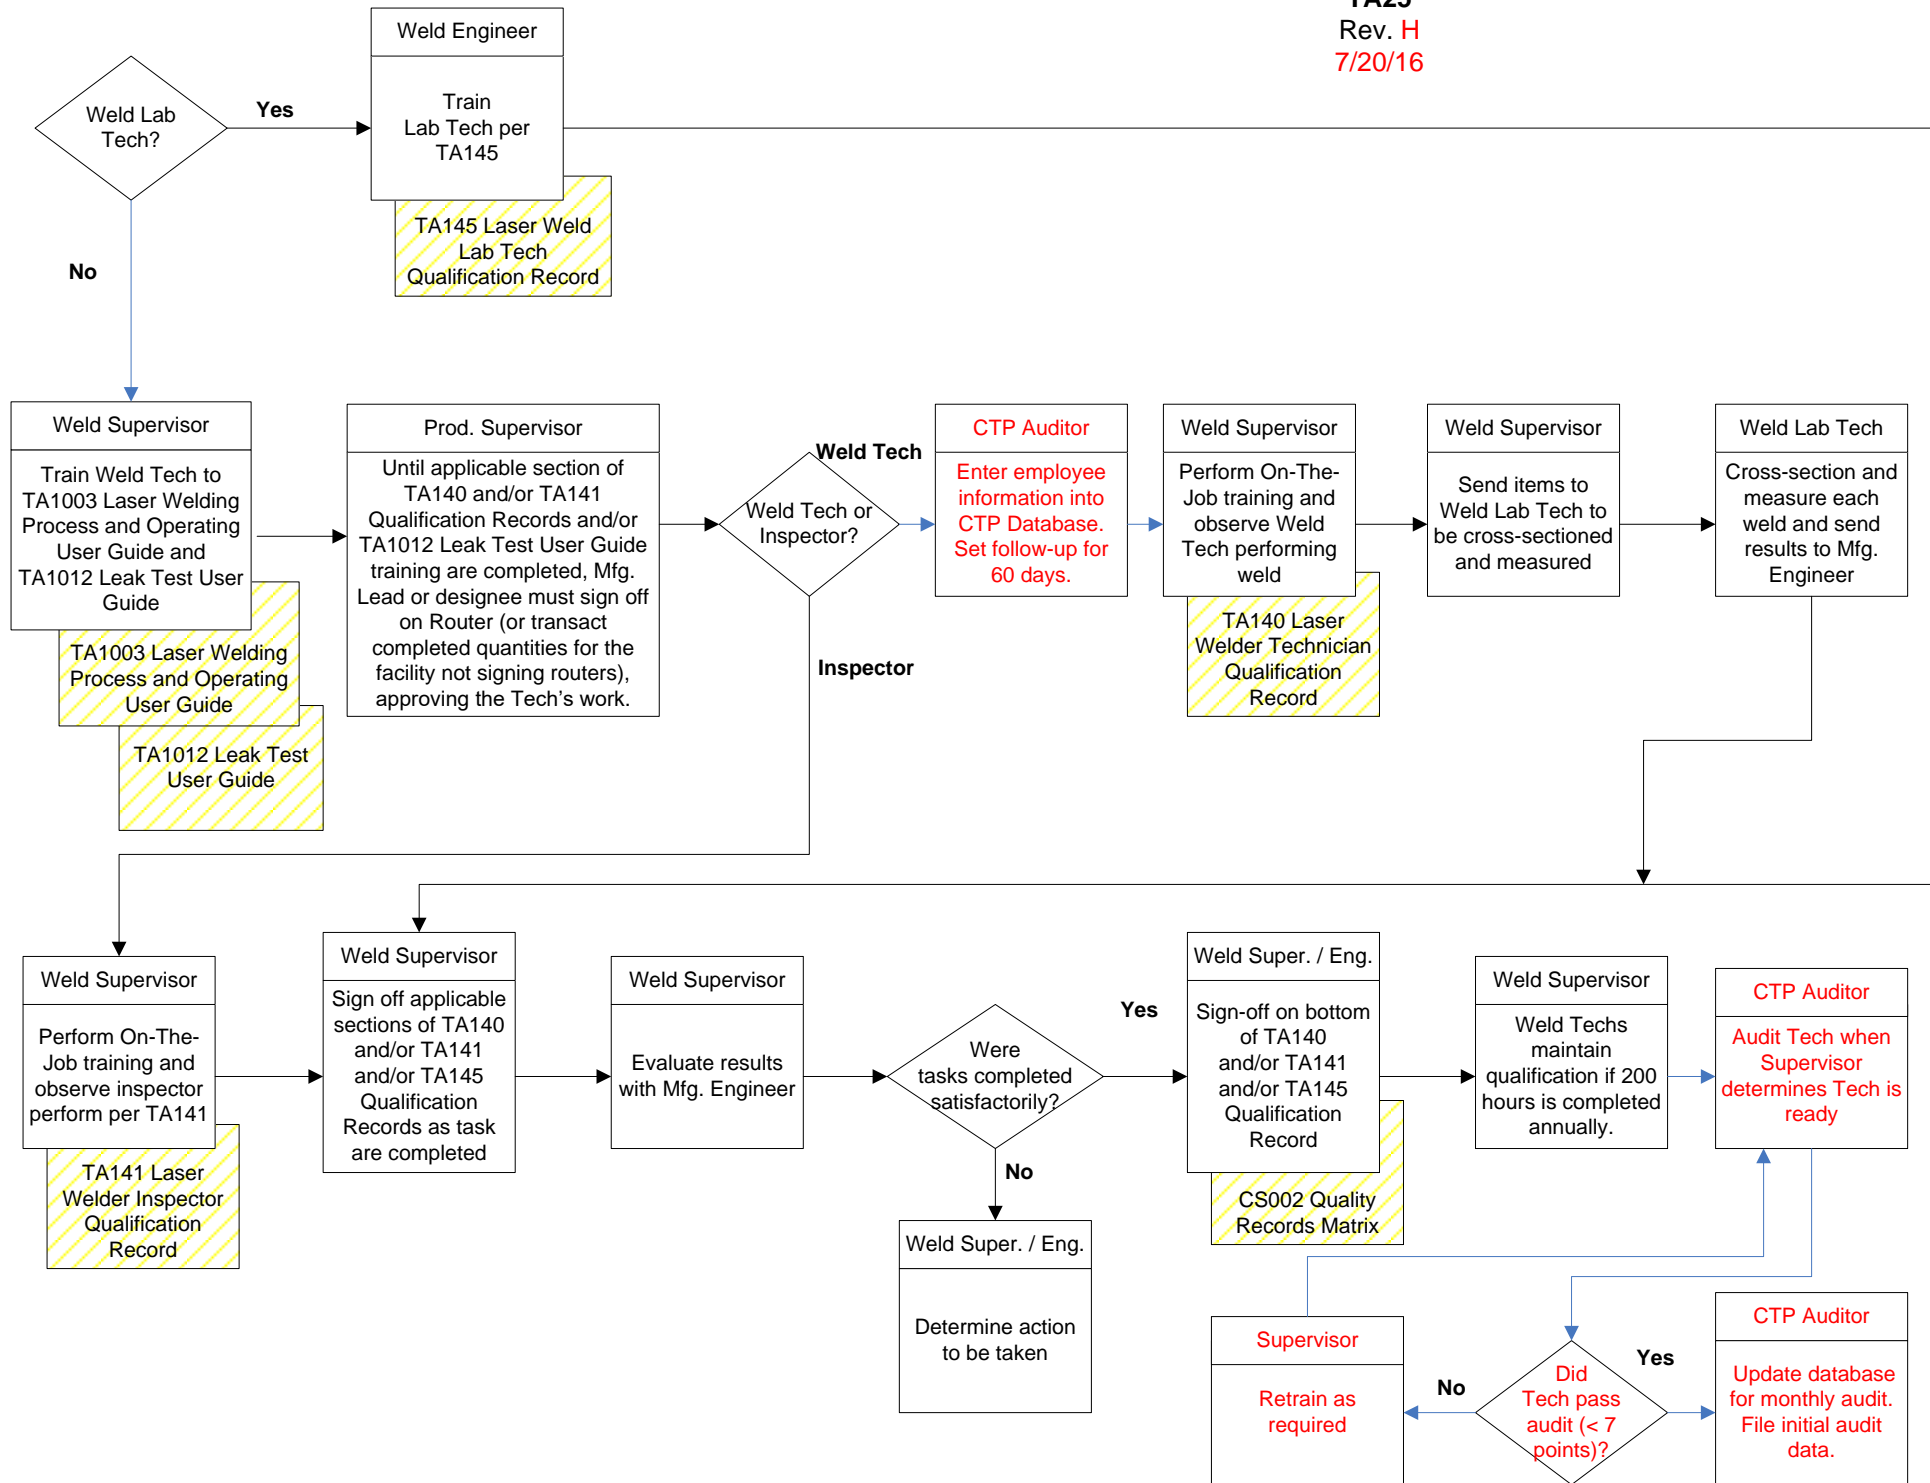 TA25
Rev. H
7/20/16
Weld Engineer
Weld Lab
Tech?
Yes
Train
Lab Tech per
TA145
TA145 Laser Weld
Lab Tech
Qualification Record
No
Weld Supervisor
Train Weld Tech to
TA1003 Laser Welding
Process and Operating
User Guide and
TA1012 Leak Test User
Guide
TA1003 Laser Welding
Process and Operating
User Guide
TA1012 Leak Test
User Guide
Prod. Supervisor
Until applicable section of
TA140 and/or TA141
Qualification Records and/or
TA1012 Leak Test User Guide
training are completed, Mfg.
Lead or designee must sign off
on Router (or transact
completed quantities for the
facility not signing routers),
approving the Tech's work.
Weld Tech or
Inspector?
Weld Tech
Inspector
CTP Auditor
Enter employee
information into
CTP Database.
Set follow-up for
60 days.
Weld Supervisor
Perform On-The-
Job training and
observe Weld
Tech performing
weld
TA140 Laser
Welder Technician
Qualification
Record
Weld Supervisor
Send items to
Weld Lab Tech to
be cross-sectioned
and measured
Weld Lab Tech
Cross-section and
measure each
weld and send
results to Mfg.
Engineer
Weld Supervisor
Perform On-The-
Job training and
observe inspector
perform per TA141
TA141 Laser
Welder Inspector
Qualification
Record
Weld Supervisor
Sign off applicable
sections of TA140
and/or TA141
and/or TA145
Qualification
Records as task
are completed
Weld Supervisor
Evaluate results
with Mfg. Engineer
Were
tasks completed
satisfactorily?
Yes
No
Weld Super. / Eng.
Determine action
to be taken
Weld Super. / Eng.
Sign-off on bottom
of TA140
and/or TA141
and/or TA145
Qualification
Record
CS002 Quality
Records Matrix
Weld Supervisor
Weld Techs
maintain
qualification if 200
hours is completed
annually.
CTP Auditor
Audit Tech when
Supervisor
determines Tech is
ready
Supervisor
Retrain as
required
No
Did
Tech pass
audit (< 7
points)?
Yes
CTP Auditor
Update database
for monthly audit.
File initial audit
data.